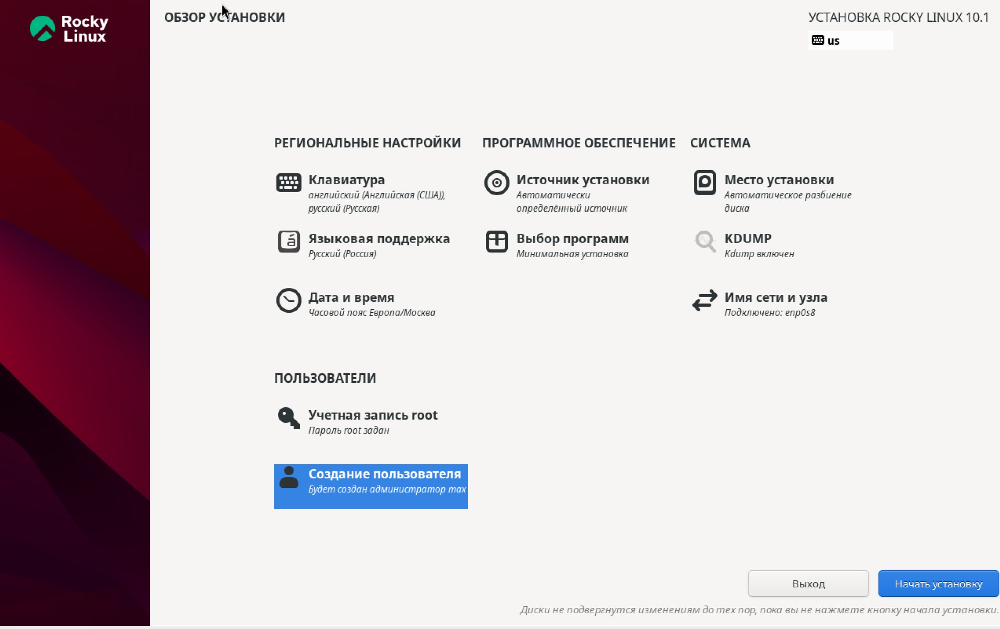 Rocky
Linux
ОБЗОР УСТАНОВКИ
УСТАНОВКА ROCKY LINUX 10.1
us
РЕГИОНАЛЬНЫЕ НАСТРОЙКИ
Клавиатура
английский (Английская (США)),
русский (Русская)
Языковая поддержка
Русский (Россия)
Дата и время
Часовой пояс Европа/Москва
ПРОГРАММНОЕ ОБЕСПЕЧЕНИЕ
Источник установки
Автоматически
определённый источник
Выбор программ
Минимальная установка
СИСТЕМА
Место установки
Автоматическое разбиение
диска
KDUMP
Kdump включен
Имя сети и узла
Подключено: enp0s8
ПОЛЬЗОВАТЕЛИ
Учетная запись root
Пароль root задан
Создание пользователя
Будет создан администратор max
Выход
Начать установку
Диски не подвергнутся изменениям до тех пор, пока вы не нажмете кнопку начала установки.